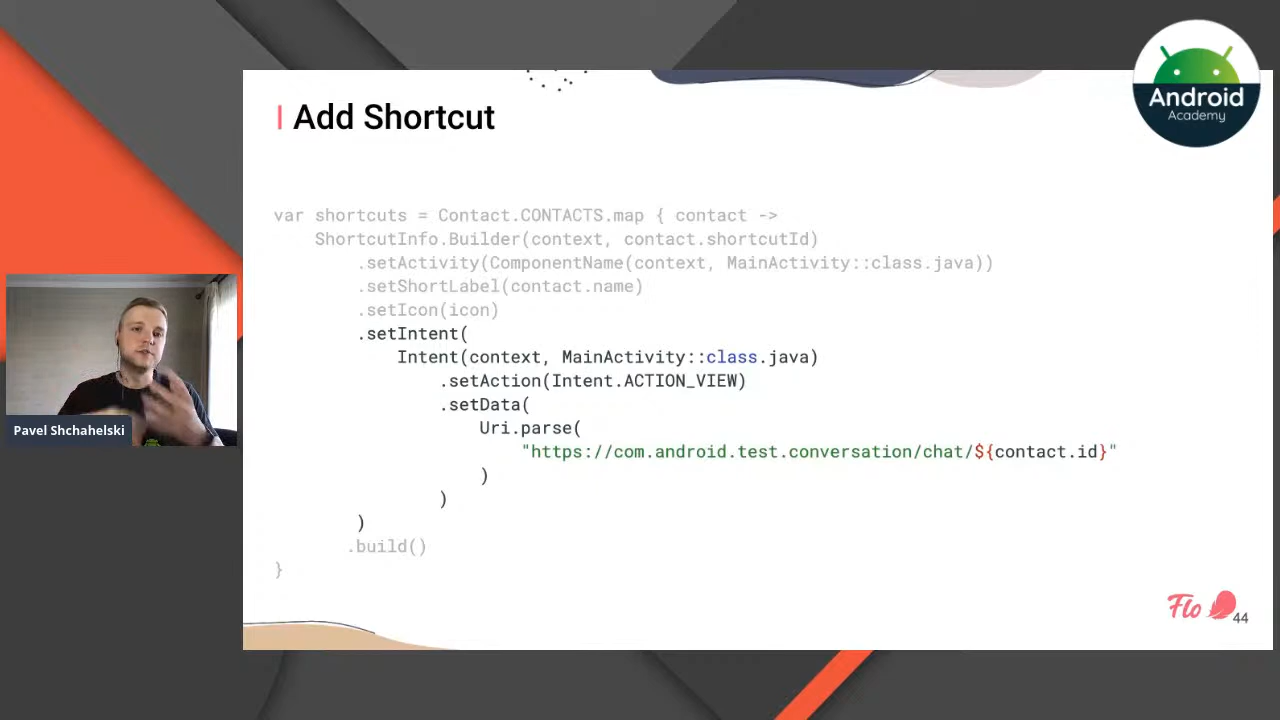 Android
Academy
Add Shortcut
var shortcuts = Contact.CONTACTS.map { contact ->
ShortcutInfo.Builder(context, contact.shortcutId)
.setActivity(ComponentName(context, MainActivity::class.java))
.setShortLabel(contact.name)
.setIcon(icon)
.setIntent(
Intent(context, MainActivity::class.java)
.setAction(Intent.ACTION_VIEW)
.setData(
Uri.parse(
"https://com.android.test.conversation/chat/${contact.id}"
)
)
)
.build()
}
Pavel Shchahelski
Flo
44